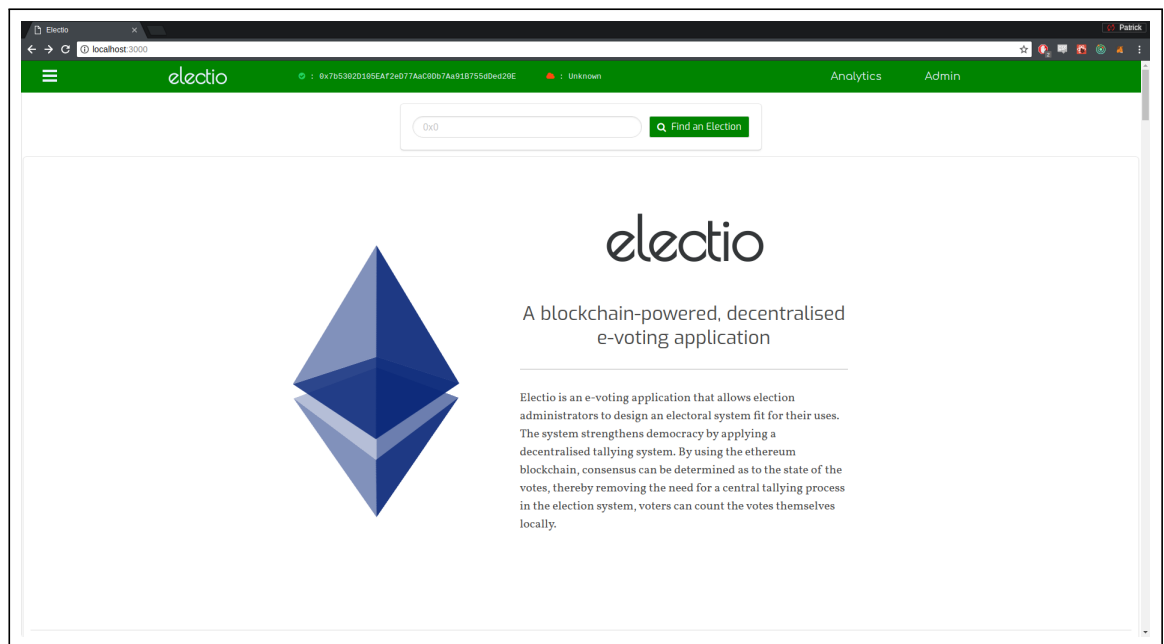 Electio
Patrick
localhost:3000
electio
: 0x7b5302D105EAf2eD77AaC0Db7Aa91B755dDed20E
: Unknown
Analytics
Admin
0x0
Find an Election
electio
A blockchain-powered, decentralised
e-voting application
Electio is an e-voting application that allows election
administrators to design an electoral system fit for their uses.
The system strengthens democracy by applying a
decentralised tallying system. By using the ethereum
blockchain, consensus can be determined as to the state of the
votes, thereby removing the need for a central tallying process
in the election system, voters can count the votes themselves
locally.